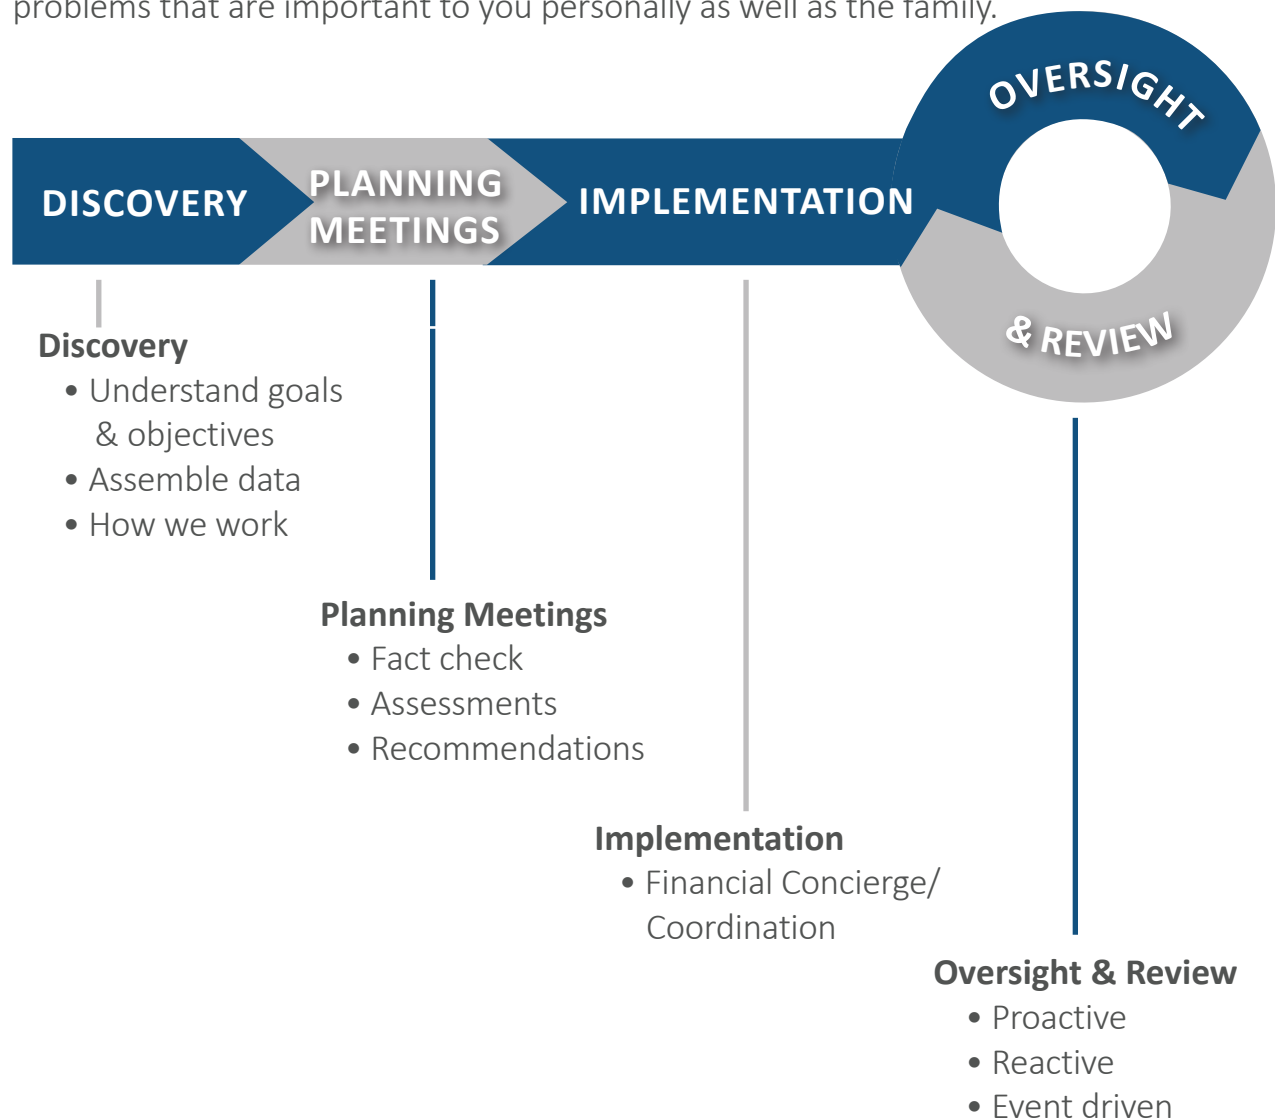 problems that are important to you personally as well as the family.
OVERSIGHT
& REVIEW
DISCOVERY
PLANNING
MEETINGS
IMPLEMENTATION
Discovery
• Understand goals
& objectives
• Assemble data
• How we work
Planning Meetings
• Fact check
• Assessments
• Recommendations
Implementation
• Financial Concierge/
Coordination
Oversight & Review
• Proactive
• Reactive
• Event driven